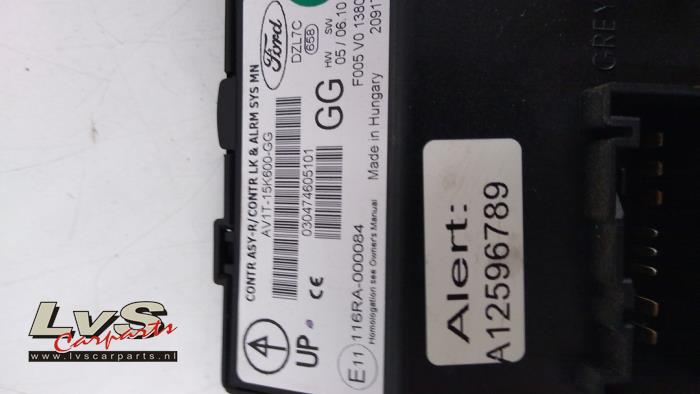 Ford
DZL7C
658
HW SW
05 / 06.10
F005 V0 1380
2091
CONTR ASY-R/CONTR LK & ALRM SYS MN
AV1T-15K600-GG
030474605101
GG
Made in Hungary
UP
CE
E11 116RA-000084
Homologation see Owner's Manual
Alert:
A12596789
GREY
LvS
Carparts
www.lvscarparts.nl